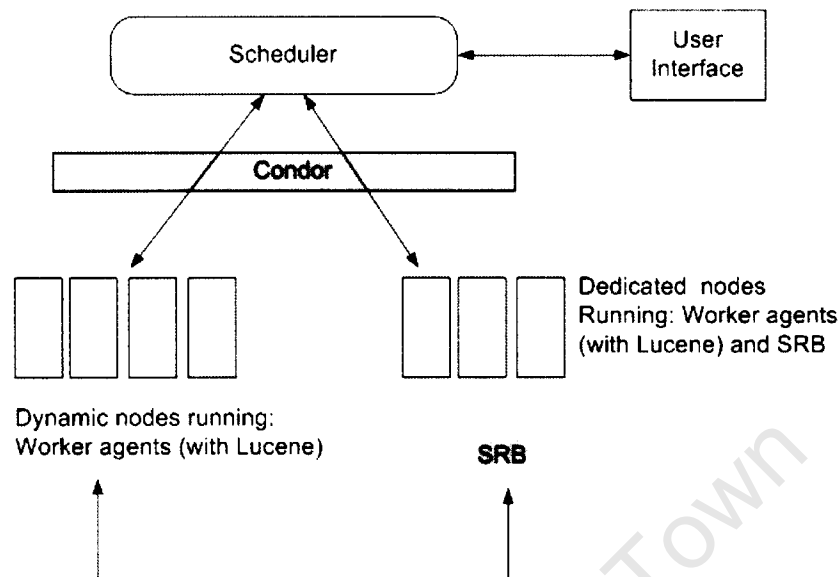 Scheduler
User
Interface
Condor
Dedicated nodes
Running: Worker agents
(with Lucene) and SRB
Dynamic nodes running:
Worker agents (with Lucene)
SRB
Town